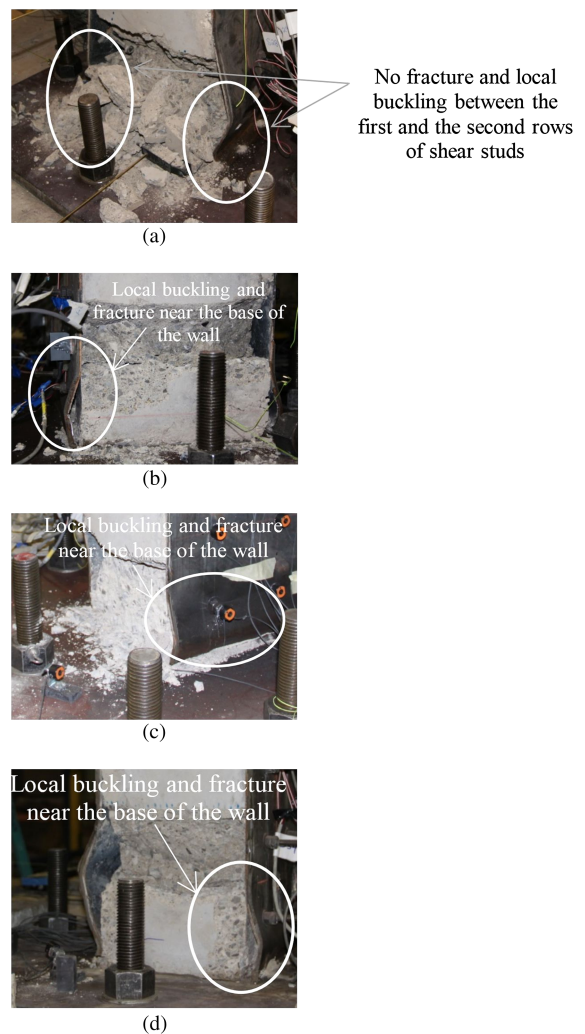 No fracture and local
buckling between the
first and the second rows
of shear studs
(a)
Local buckling and
fracture near the base of
the wall
(b)
Local buckling and fracture
near the base of the wall
(c)
Local buckling and fracture
near the base of the wall
(d)